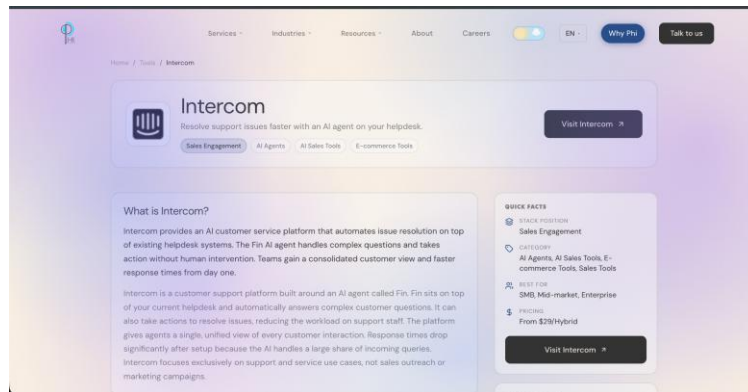 Services
Industries
Resources
About
Careers
EN
Why Phi
Talk to us
Home / Tools / Intercom
Intercom
Resolve support issues faster with an AI agent on your helpdesk.
Visit Intercom ↗
Sales Engagement
AI Agents
AI Sales Tools
E-commerce Tools
What is Intercom?
Intercom provides an AI customer service platform that automates issue resolution on top
of existing helpdesk systems. The Fin AI agent handles complex questions and takes
action without human intervention. Teams gain a consolidated customer view and faster
response times from day one.
Intercom is a customer support platform built around an AI agent called Fin. Fin sits on top
of your current helpdesk and automatically answers complex customer questions. It can
also take actions to resolve issues, reducing the workload on support staff. The platform
gives agents a single, unified view of every customer interaction. Response times drop
significantly after setup because the AI handles a large share of incoming queries.
Intercom focuses exclusively on support and service use cases, not sales outreach or
marketing campaigns.
QUICK FACTS
STACK POSITION
Sales Engagement
CATEGORY
AI Agents, AI Sales Tools, E-
commerce Tools, Sales Tools
BEST FOR
SMB, Mid-market, Enterprise
PRICING
From $29/Hybrid
Visit Intercom ↗